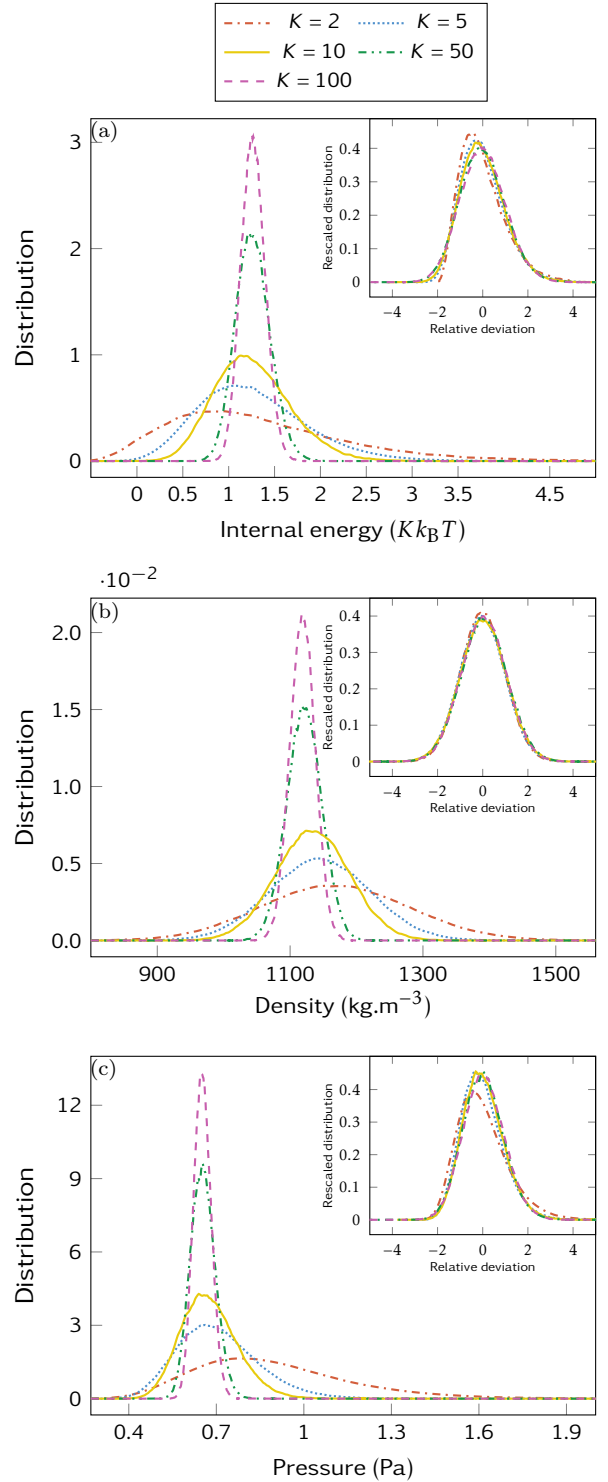 K = 2 K = 5
K = 10 K = 50
K = 100
(a)
Distribution
3
2
1
0
0 0.5 1 1.5 2 2.5 3 3.5 4.5
Internal energy (Kk_BT)
Rescaled distribution
0.4
0.3
0.2
0.1
0
−4 −2 0 2 4
Relative deviation
·10⁻²
(b)
Distribution
2.0
1.5
1.0
0.5
0.0
900 1100 1300 1500
Density (kg.m⁻³)
Rescaled distribution
0.4
0.3
0.2
0.1
0
−4 −2 0 2 4
Relative deviation
(c)
Distribution
12
9
6
3
0
0.4 0.7 1 1.3 1.6 1.9
Pressure (Pa)
Rescaled distribution
0.4
0.3
0.2
0.1
0
−4 −2 0 2 4
Relative deviation